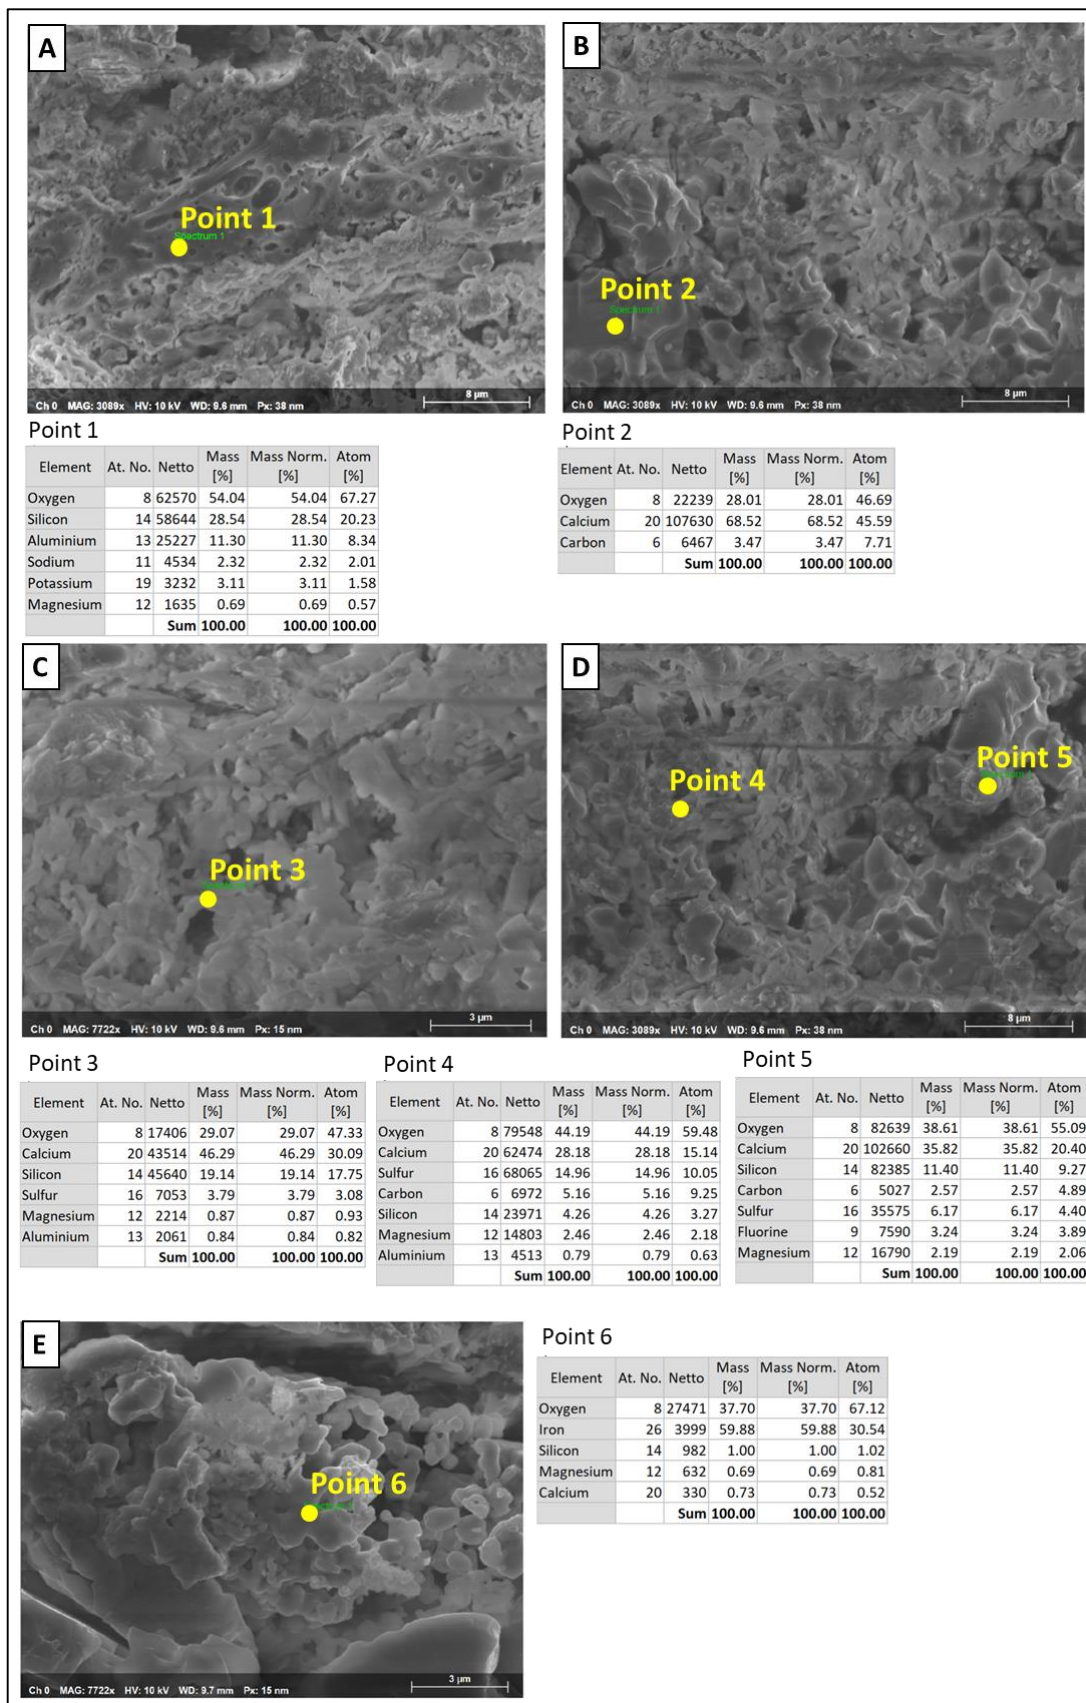 A
B
Point 1
Spectrum 1
Point 2
Spectrum 1
Ch 0 MAG: 3089x HV: 10 kV WD: 9.6 mm Px: 38 nm 8 µm
Ch 0 MAG: 3089x HV: 10 kV WD: 9.6 mm Px: 38 nm 8 µm
Point 1
Element At. No. Netto Mass [%] Mass Norm. [%] Atom [%]
Oxygen 8 62570 54.04 54.04 67.27
Silicon 14 58644 28.54 28.54 20.23
Aluminium 13 25227 11.30 11.30 8.34
Sodium 11 4534 2.32 2.32 2.01
Potassium 19 3232 3.11 3.11 1.58
Magnesium 12 1635 0.69 0.69 0.57
Sum 100.00 100.00 100.00
Point 2
Element At. No. Netto Mass [%] Mass Norm. [%] Atom [%]
Oxygen 8 22239 28.01 28.01 46.69
Calcium 20 107630 68.52 68.52 45.59
Carbon 6 6467 3.47 3.47 7.71
Sum 100.00 100.00 100.00
C
D
Point 3
Point 4
Point 5
Ch 0 MAG: 7722x HV: 10 kV WD: 9.6 mm Px: 15 nm 3 µm
Ch 0 MAG: 3089x HV: 10 kV WD: 9.6 mm Px: 38 nm 8 µm
Point 3
Element At. No. Netto Mass [%] Mass Norm. [%] Atom [%]
Oxygen 8 17406 29.07 29.07 47.33
Calcium 20 43514 46.29 46.29 30.09
Silicon 14 45640 19.14 19.14 17.75
Sulfur 16 7053 3.79 3.79 3.08
Magnesium 12 2214 0.87 0.87 0.93
Aluminium 13 2061 0.84 0.84 0.82
Sum 100.00 100.00 100.00
Point 4
Element At. No. Netto Mass [%] Mass Norm. [%] Atom [%]
Oxygen 8 79548 44.19 44.19 59.48
Calcium 20 62474 28.18 28.18 15.14
Sulfur 16 68065 14.96 14.96 10.05
Carbon 6 6972 5.16 5.16 9.25
Silicon 14 23971 4.26 4.26 3.27
Magnesium 12 14803 2.46 2.46 2.18
Aluminium 13 4513 0.79 0.79 0.63
Sum 100.00 100.00 100.00
Point 5
Element At. No. Netto Mass [%] Mass Norm. [%] Atom [%]
Oxygen 8 82639 38.61 38.61 55.09
Calcium 20 102660 35.82 35.82 20.40
Silicon 14 82385 11.40 11.40 9.27
Carbon 6 5027 2.57 2.57 4.89
Sulfur 16 35575 6.17 6.17 4.40
Fluorine 9 7590 3.24 3.24 3.89
Magnesium 12 16790 2.19 2.19 2.06
Sum 100.00 100.00 100.00
E
Point 6
Ch 0 MAG: 7722x HV: 10 kV WD: 9.7 mm Px: 15 nm 3 µm
Point 6
Element At. No. Netto Mass [%] Mass Norm. [%] Atom [%]
Oxygen 8 27471 37.70 37.70 67.12
Iron 26 3999 59.88 59.88 30.54
Silicon 14 982 1.00 1.00 1.02
Magnesium 12 632 0.69 0.69 0.81
Calcium 20 330 0.73 0.73 0.52
Sum 100.00 100.00 100.00